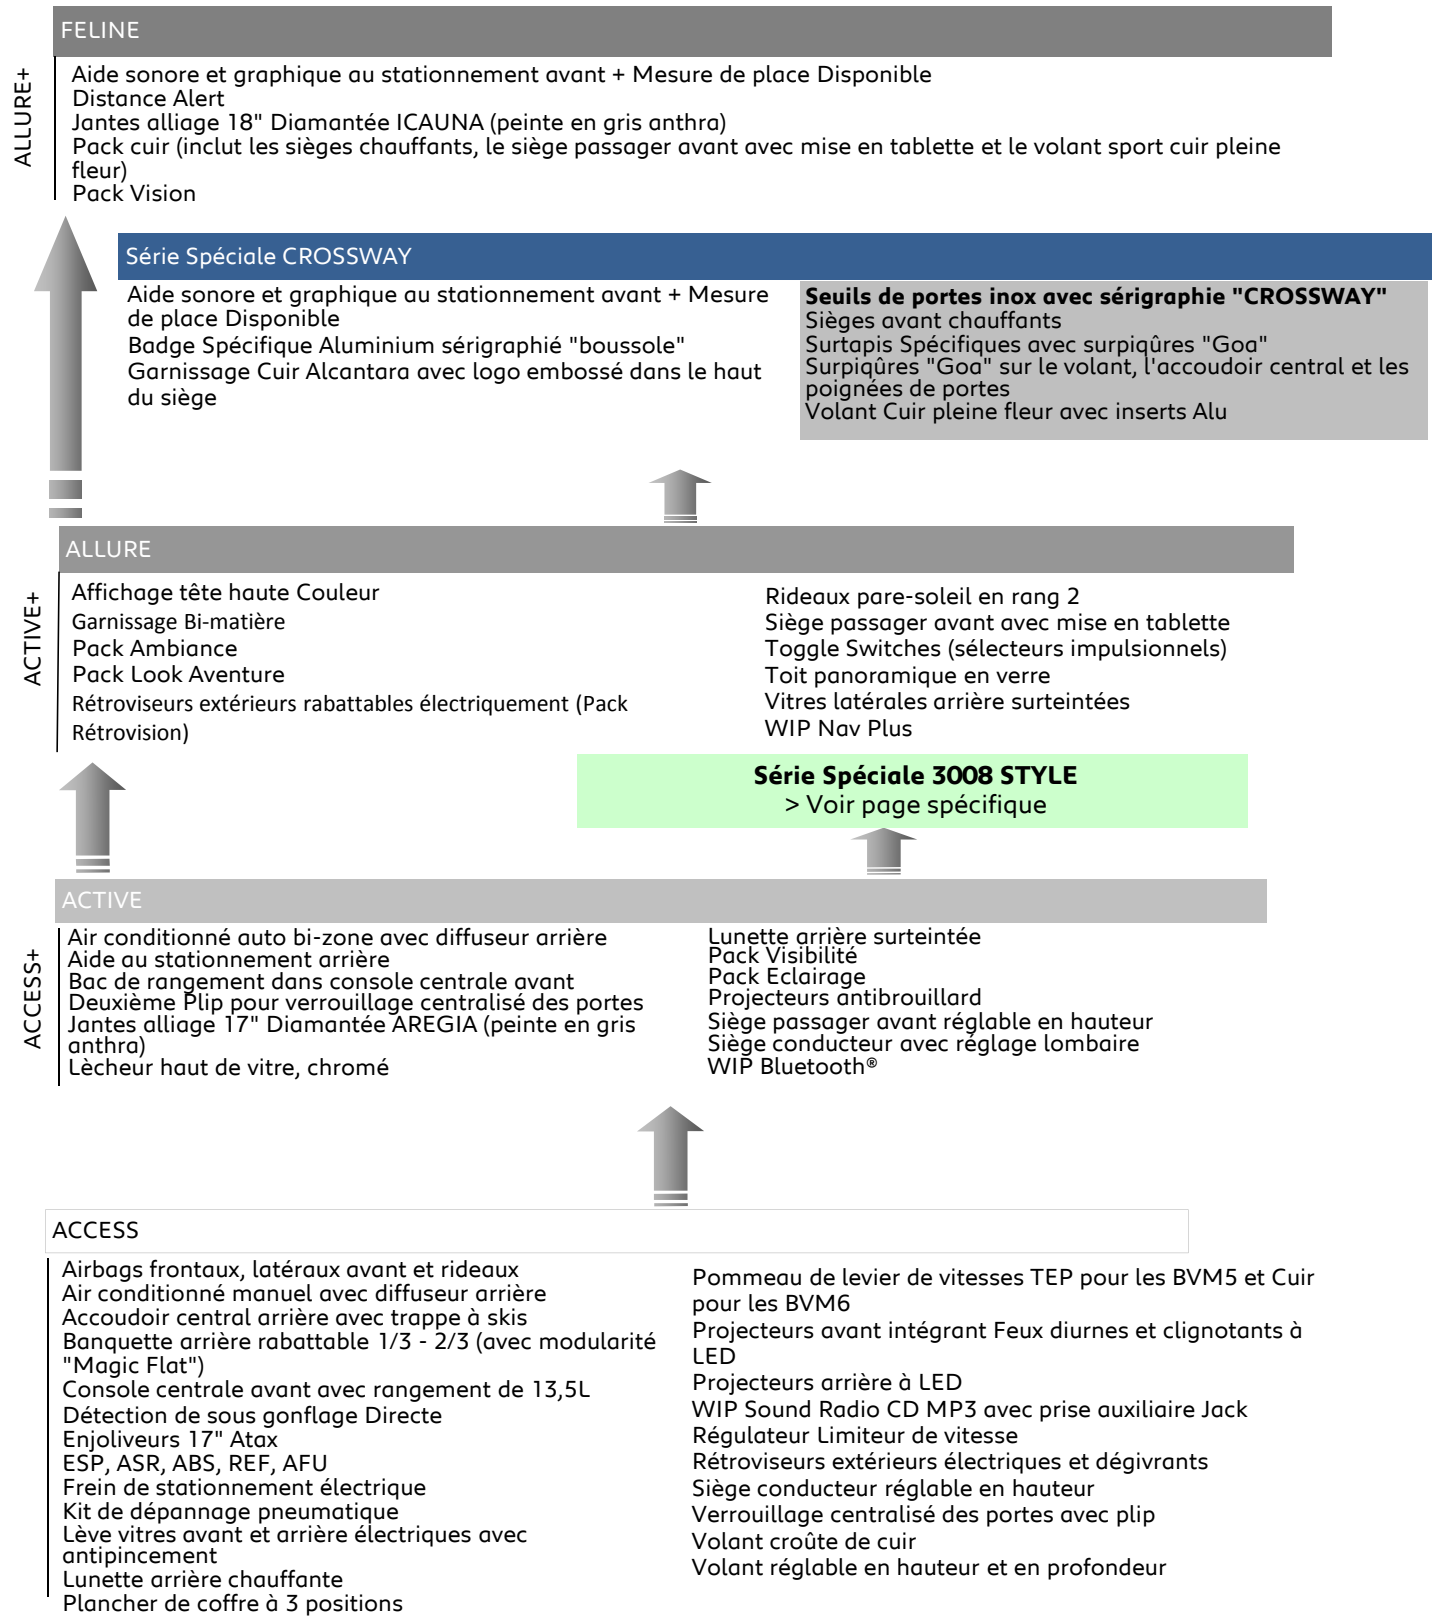 FELINE
ALLURE+
Aide sonore et graphique au stationnement avant + Mesure de place Disponible
Distance Alert
Jantes alliage 18" Diamantée ICAUNA (peinte en gris anthra)
Pack cuir (inclut les sièges chauffants, le siège passager avant avec mise en tablette et le volant sport cuir pleine
fleur)
Pack Vision
Série Spéciale CROSSWAY
Aide sonore et graphique au stationnement avant + Mesure
de place Disponible
Badge Spécifique Aluminium sérigraphié "boussole"
Garnissage Cuir Alcantara avec logo embossé dans le haut
du siège
Seuils de portes inox avec sérigraphie "CROSSWAY"
Sièges avant chauffants
Surtapis Spécifiques avec surpiqûres "Goa"
Surpiqûres "Goa" sur le volant, l'accoudoir central et les
poignées de portes
Volant Cuir pleine fleur avec inserts Alu
ALLURE
ACTIVE+
Affichage tête haute Couleur
Garnissage Bi-matière
Pack Ambiance
Pack Look Aventure
Rétroviseurs extérieurs rabattables électriquement (Pack
Rétrovision)
Rideaux pare-soleil en rang 2
Siège passager avant avec mise en tablette
Toggle Switches (sélecteurs impulsionnels)
Toit panoramique en verre
Vitres latérales arrière surteintées
WIP Nav Plus
Série Spéciale 3008 STYLE
> Voir page spécifique
ACTIVE
ACCESS+
Air conditionné auto bi-zone avec diffuseur arrière
Aide au stationnement arrière
Bac de rangement dans console centrale avant
Deuxième Plip pour verrouillage centralisé des portes
Jantes alliage 17" Diamantée AREGIA (peinte en gris
anthra)
Lècheur haut de vitre, chromé
Lunette arrière surteintée
Pack Visibilité
Pack Eclairage
Projecteurs antibrouillard
Siège passager avant réglable en hauteur
Siège conducteur avec réglage lombaire
WIP Bluetooth®
ACCESS
Airbags frontaux, latéraux avant et rideaux
Air conditionné manuel avec diffuseur arrière
Accoudoir central arrière avec trappe à skis
Banquette arrière rabattable 1/3 - 2/3 (avec modularité
"Magic Flat")
Console centrale avant avec rangement de 13,5L
Détection de sous gonflage Directe
Enjoliveurs 17" Atax
ESP, ASR, ABS, REF, AFU
Frein de stationnement électrique
Kit de dépannage pneumatique
Lève vitres avant et arrière électriques avec
antipincement
Lunette arrière chauffante
Plancher de coffre à 3 positions
Pommeau de levier de vitesses TEP pour les BVM5 et Cuir
pour les BVM6
Projecteurs avant intégrant Feux diurnes et clignotants à
LED
Projecteurs arrière à LED
WIP Sound Radio CD MP3 avec prise auxiliaire Jack
Régulateur Limiteur de vitesse
Rétroviseurs extérieurs électriques et dégivrants
Siège conducteur réglable en hauteur
Verrouillage centralisé des portes avec plip
Volant croûte de cuir
Volant réglable en hauteur et en profondeur